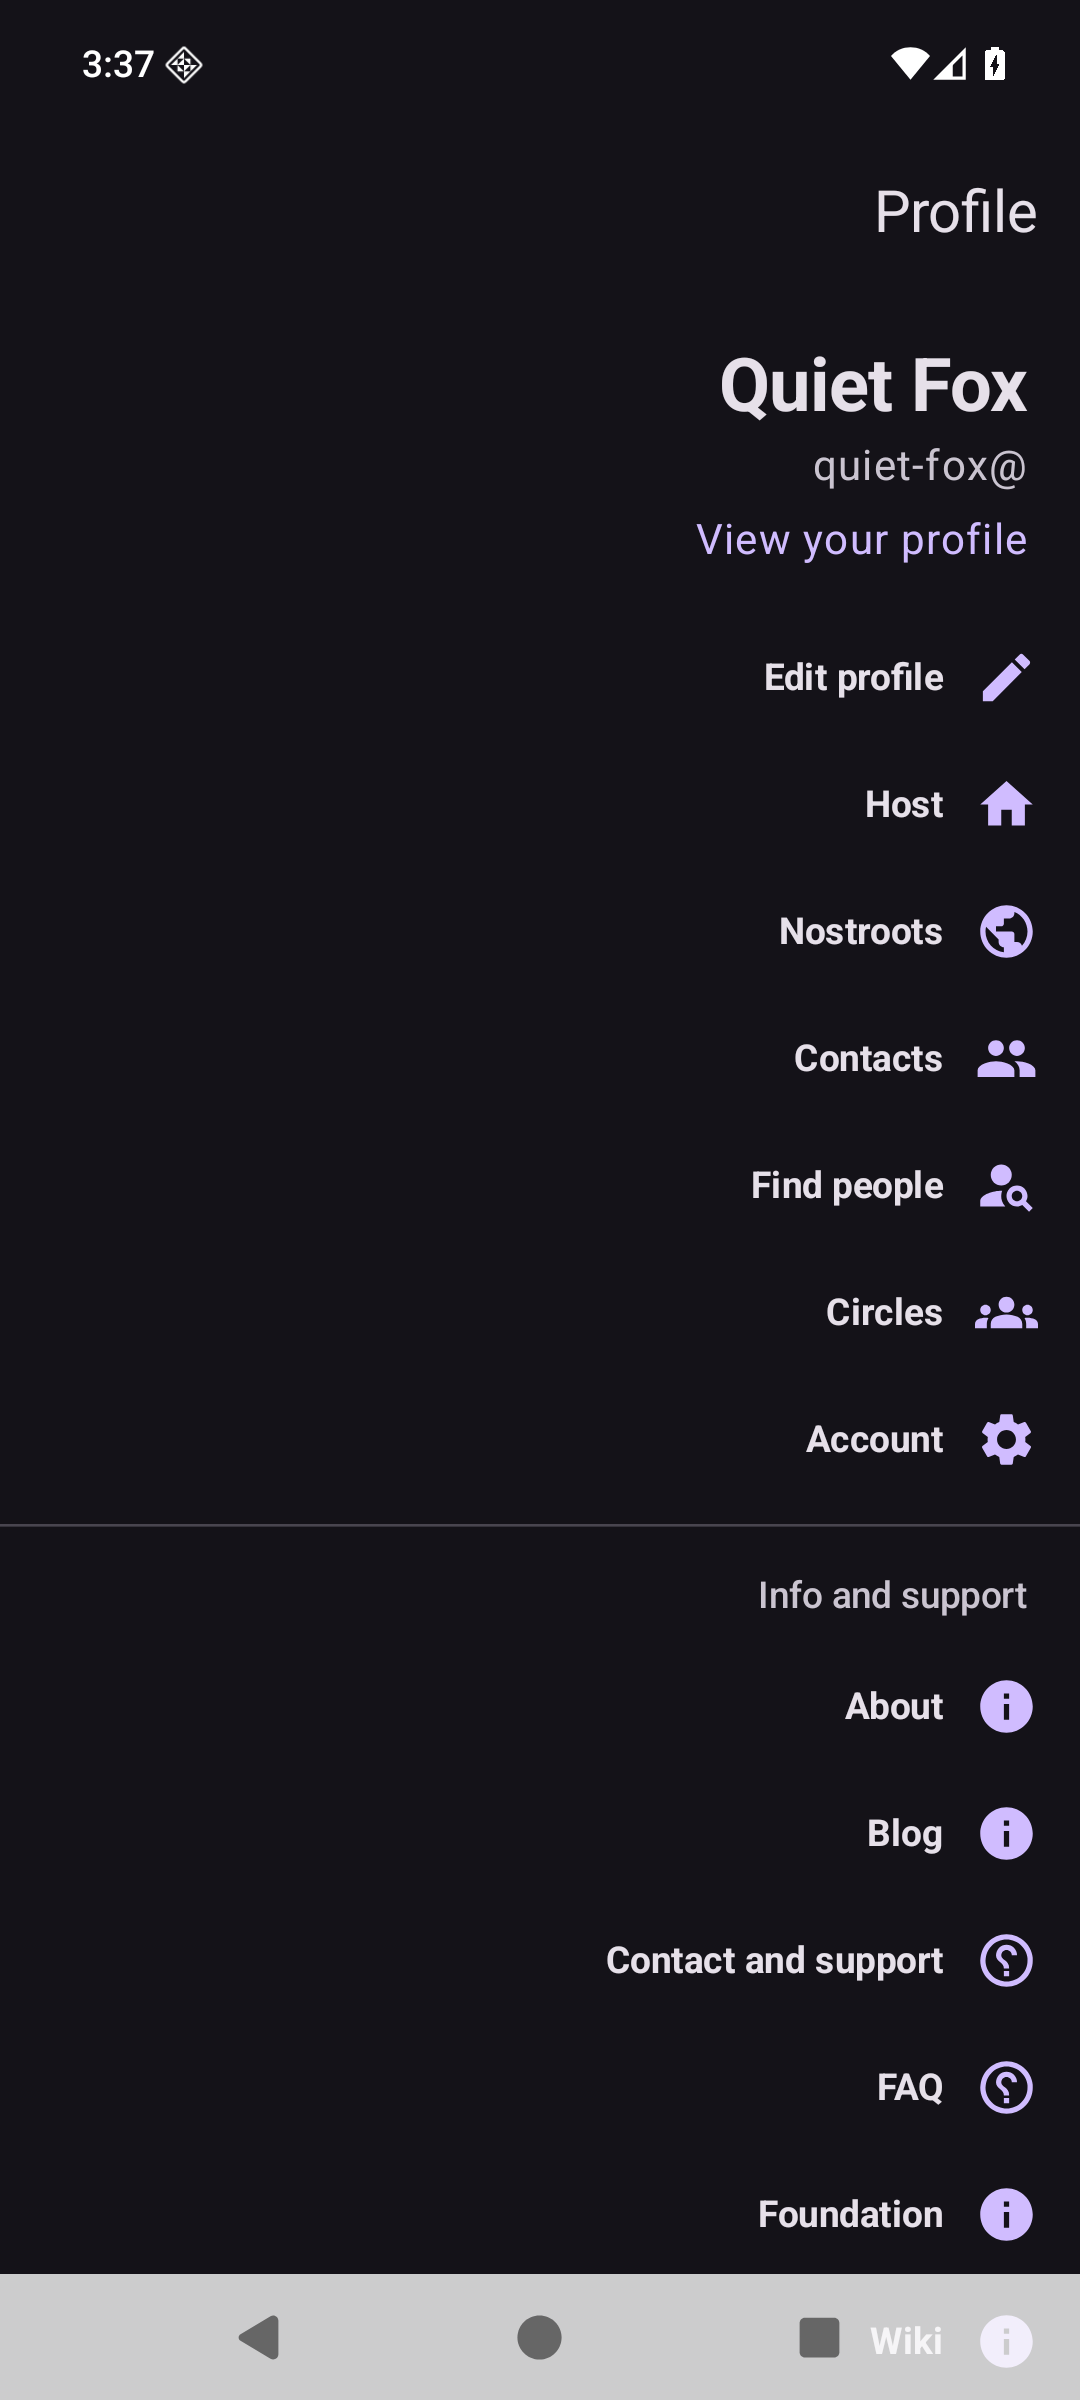 3:37
Profile
Quiet Fox
quiet-fox@
View your profile
Edit profile
Host
Nostroots
Contacts
Find people
Circles
Account
Info and support
About
Blog
Contact and support
FAQ
Foundation
Wiki